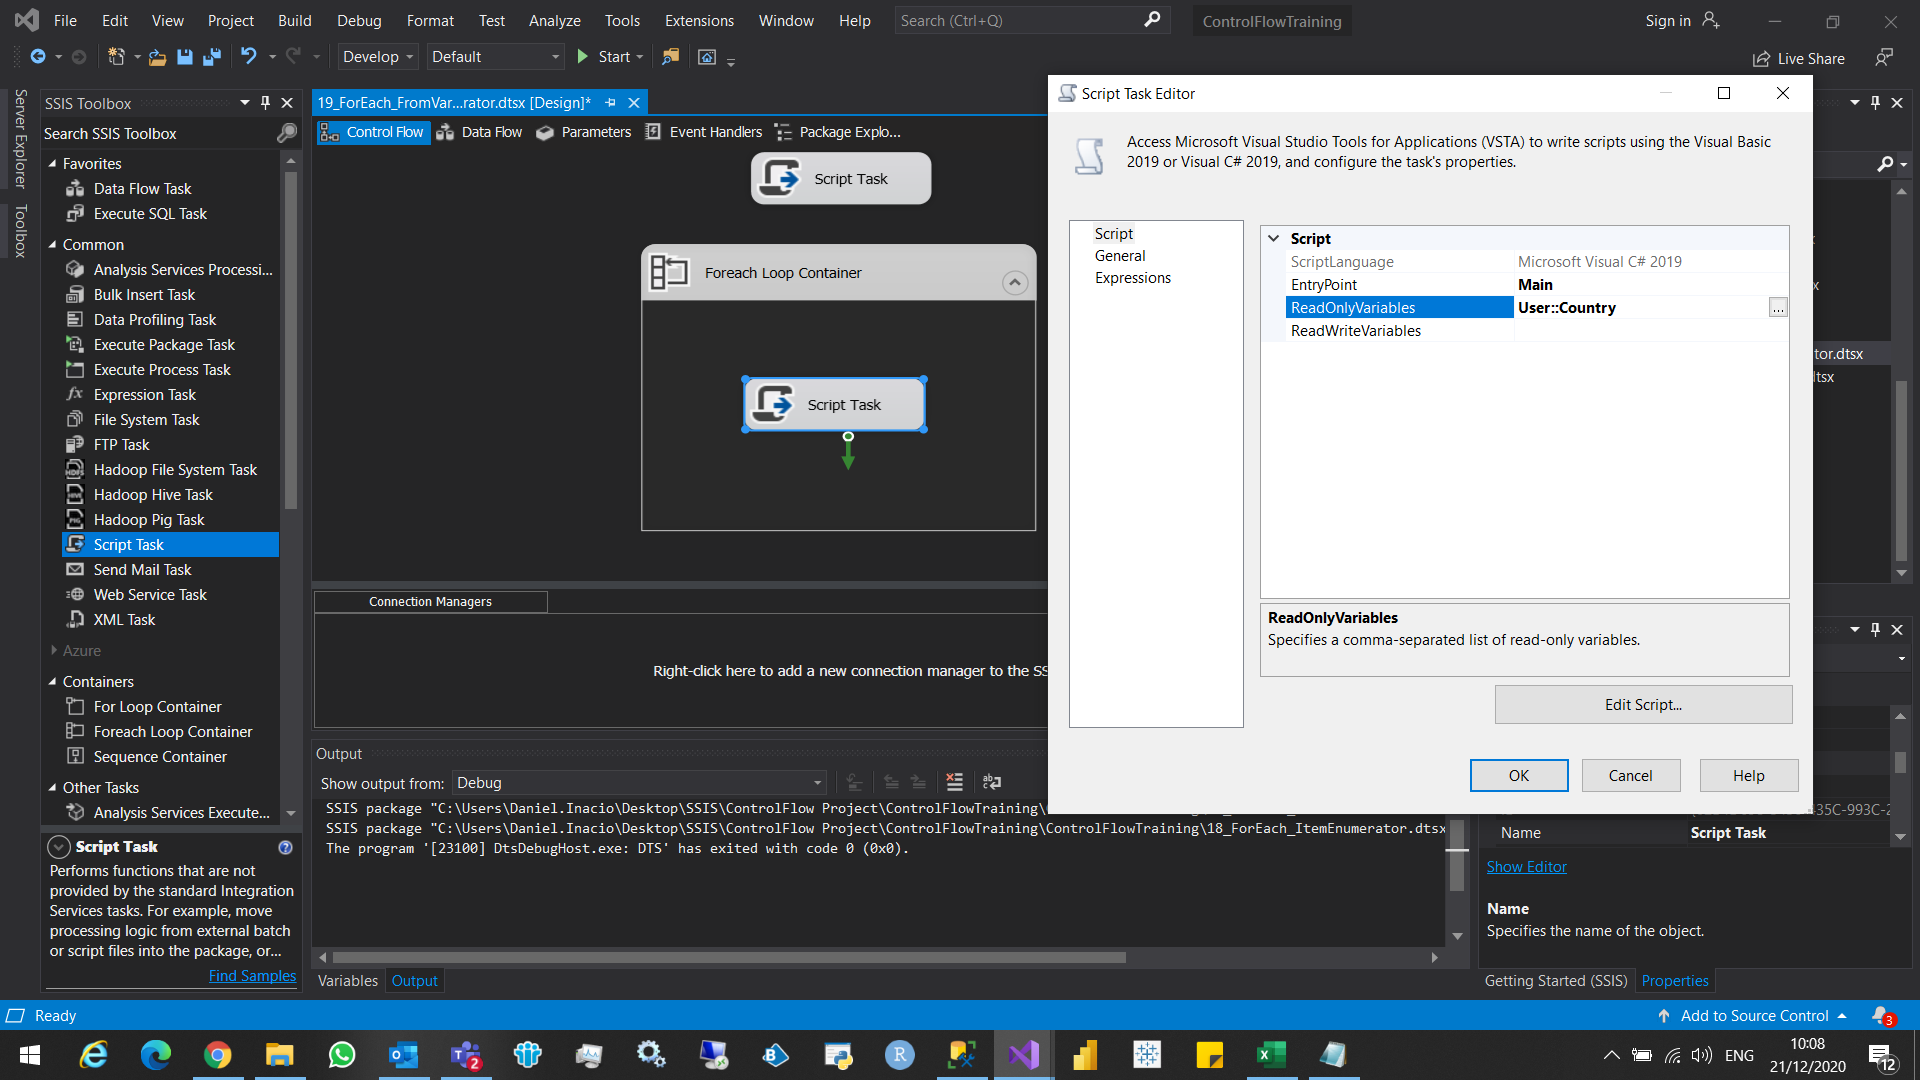 File Edit View Project Build Debug Format Test Analyze Tools Extensions Window Help Search (Ctrl+Q) ControlFlowTraining Sign in
Develop Default Start Live Share
Server Explorer
Toolbox
SSIS Toolbox
Search SSIS Toolbox
Favorites
Data Flow Task
Execute SQL Task
Common
Analysis Services Processi...
Bulk Insert Task
Data Profiling Task
Execute Package Task
Execute Process Task
Expression Task
File System Task
FTP Task
Hadoop File System Task
Hadoop Hive Task
Hadoop Pig Task
Script Task
Send Mail Task
Web Service Task
XML Task
Azure
Containers
For Loop Container
Foreach Loop Container
Sequence Container
Other Tasks
Analysis Services Execute...
Script Task
Performs functions that are not
provided by the standard Integration
Services tasks. For example, move
processing logic from external batch
or script files into the package, or...
Find Samples
19_ForEach_FromVar...rator.dtsx [Design]*
Control Flow Data Flow Parameters Event Handlers Package Explo...
Script Task
Foreach Loop Container
Script Task
Connection Managers
Right-click here to add a new connection manager to the SS
Output
Show output from: Debug
SSIS package "C:\Users\Daniel.Inacio\Desktop\SSIS\ControlFlow Project\ControlFlowTraining\
SSIS package "C:\Users\Daniel.Inacio\Desktop\SSIS\ControlFlow Project\ControlFlowTraining\ControlFlowTraining\18_ForEach_ItemEnumerator.dtsx
The program '[23100] DtsDebugHost.exe: DTS' has exited with code 0 (0x0).
Variables Output
Script Task Editor
Access Microsoft Visual Studio Tools for Applications (VSTA) to write scripts using the Visual Basic
2019 or Visual C# 2019, and configure the task's properties.
Script
General
Expressions
Script
ScriptLanguage Microsoft Visual C# 2019
EntryPoint Main
ReadOnlyVariables User::Country ...
ReadWriteVariables
ReadOnlyVariables
Specifies a comma-separated list of read-only variables.
Edit Script...
OK Cancel Help
tor.dtsx
tsx
35C-993C-2
Name Script Task
Show Editor
Name
Specifies the name of the object.
Getting Started (SSIS) Properties
Ready Add to Source Control 3
2 ENG 10:08
21/12/2020 12